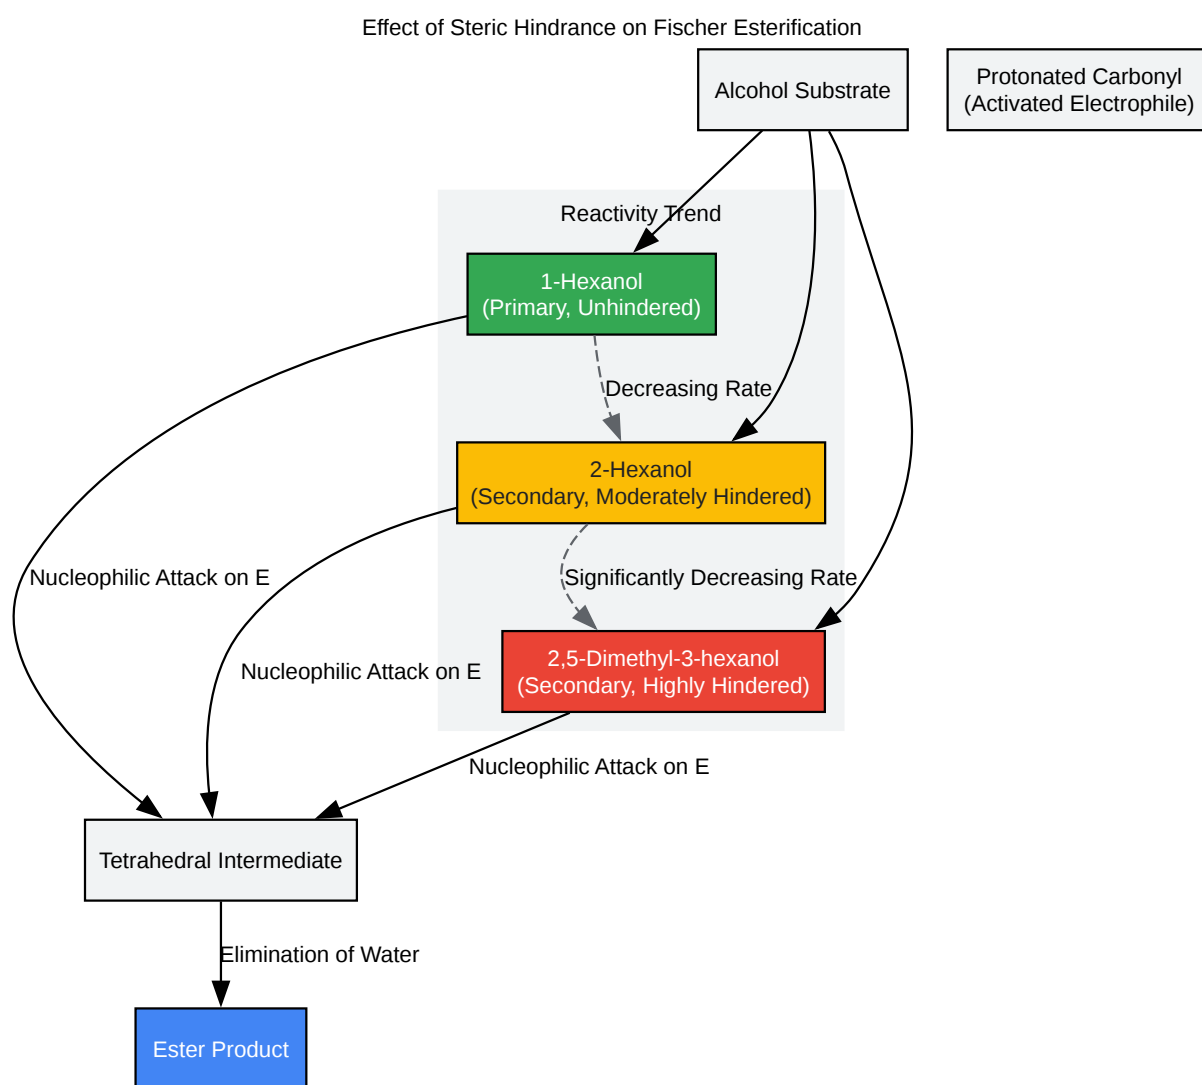 Effect of Steric Hindrance on Fischer Esterification
Alcohol Substrate
Protonated Carbonyl
(Activated Electrophile)
Reactivity Trend
1-Hexanol
(Primary, Unhindered)
Decreasing Rate
2-Hexanol
(Secondary, Moderately Hindered)
Nucleophilic Attack on E
Significantly Decreasing Rate
2,5-Dimethyl-3-hexanol
(Secondary, Highly Hindered)
Nucleophilic Attack on E
Nucleophilic Attack on E
Tetrahedral Intermediate
Elimination of Water
Ester Product